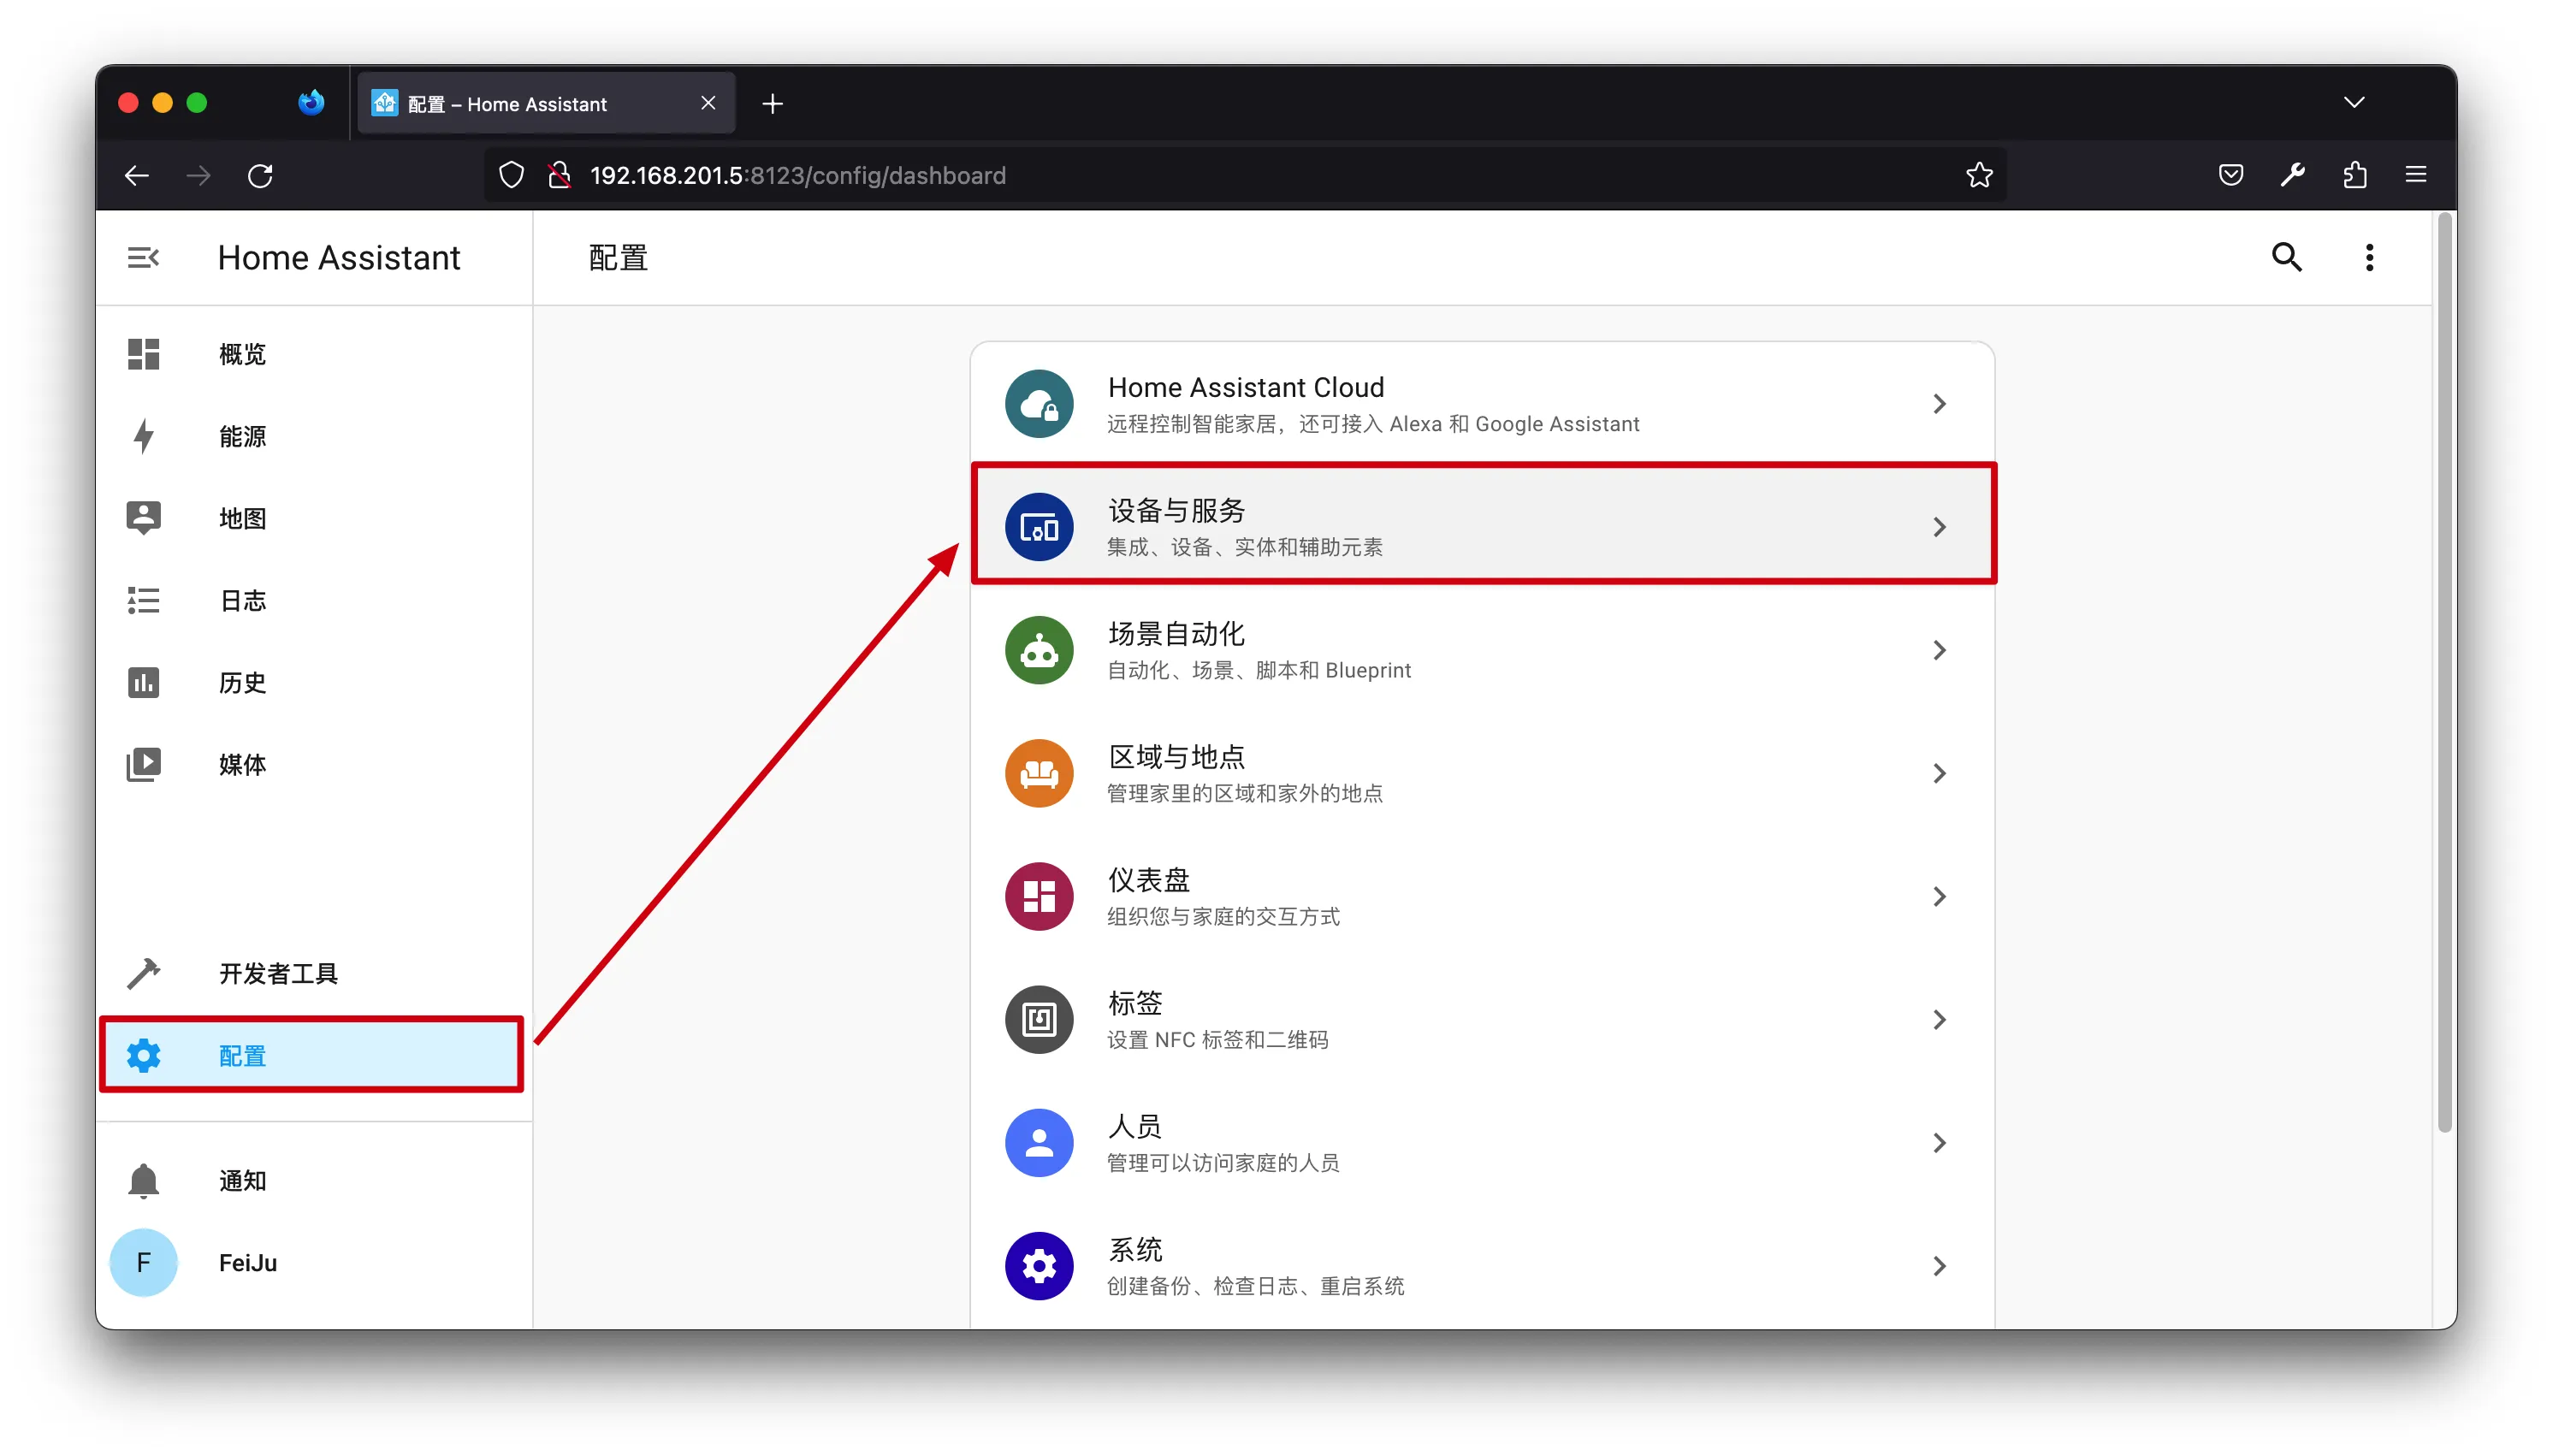 配置 – Home Assistant
192.168.201.5:8123/config/dashboard
Home Assistant
配置
概览
能源
地图
日志
历史
媒体
开发者工具
配置
通知
F
FeiJu
Home Assistant Cloud
远程控制智能家居，还可接入 Alexa 和 Google Assistant
设备与服务
集成、设备、实体和辅助元素
场景自动化
自动化、场景、脚本和 Blueprint
区域与地点
管理家里的区域和家外的地点
仪表盘
组织您与家庭的交互方式
标签
设置 NFC 标签和二维码
人员
管理可以访问家庭的人员
系统
创建备份、检查日志、重启系统